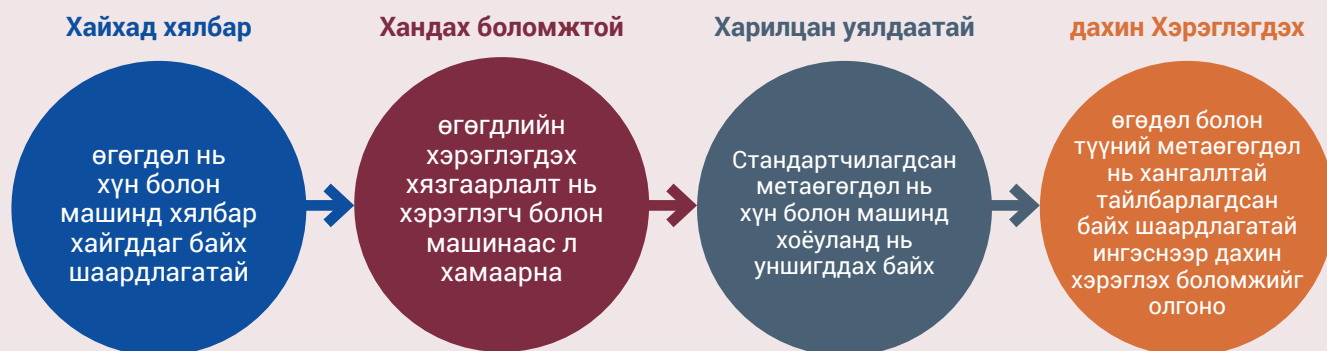 Хайхад хялбар
өгөгдөл нь
хүн болон
машинд хялбар
хайгддаг байх
шаардлагатай
Хандах боломжтой
өгөгдлийн
хэрэглэгдэх
хязгаарлалт нь
хэрэглэгч болон
машинаас л
хамаарна
Харилцан уялдаатай
Стандартчилагдсан
метаөгөгдөл нь
хүн болон машинд
хоёуланд нь
уншигддах байх
дахин Хэрэглэгдэх
өгөдөл болон
түүний метаөгөгдөл
нь хангаллтай
тайлбарлагдсан
байх шаардлагатай
ингэснээр дахин
хэрэглэх боломжийг
олгоно